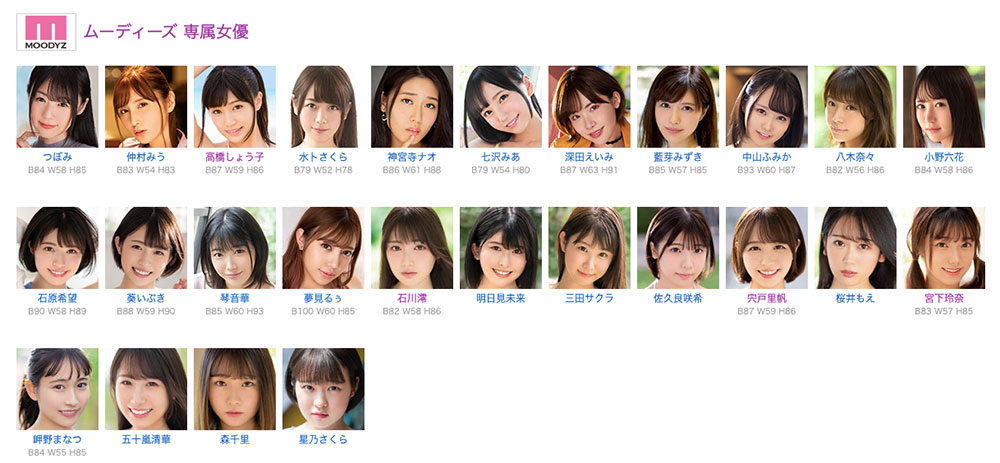 M
MOODYZ
ムーディーズ 専属女優
つぼみ
B84 W58 H85
仲村みう
B83 W54 H83
高橋しょう子
B87 W59 H86
水卜さくら
B79 W52 H78
神宮寺ナオ
B86 W61 H88
七沢みあ
B79 W54 H80
深田えいみ
B87 W63 H91
藍芽みずき
B85 W57 H85
中山ふみか
B93 W60 H87
八木奈々
B82 W56 H86
小野六花
B84 W58 H86
石原希望
B90 W58 H89
葵いぶき
B88 W59 H90
琴音華
B85 W60 H93
夢見るぅ
B100 W60 H85
石川澪
B82 W58 H86
明日見未来
三田サクラ
佐久良咲希
宍戸里帆
B87 W59 H86
桜井もえ
宮下玲奈
B83 W57 H85
岬野まなつ
B84 W55 H85
五十嵐清華
森千里
星乃さくら